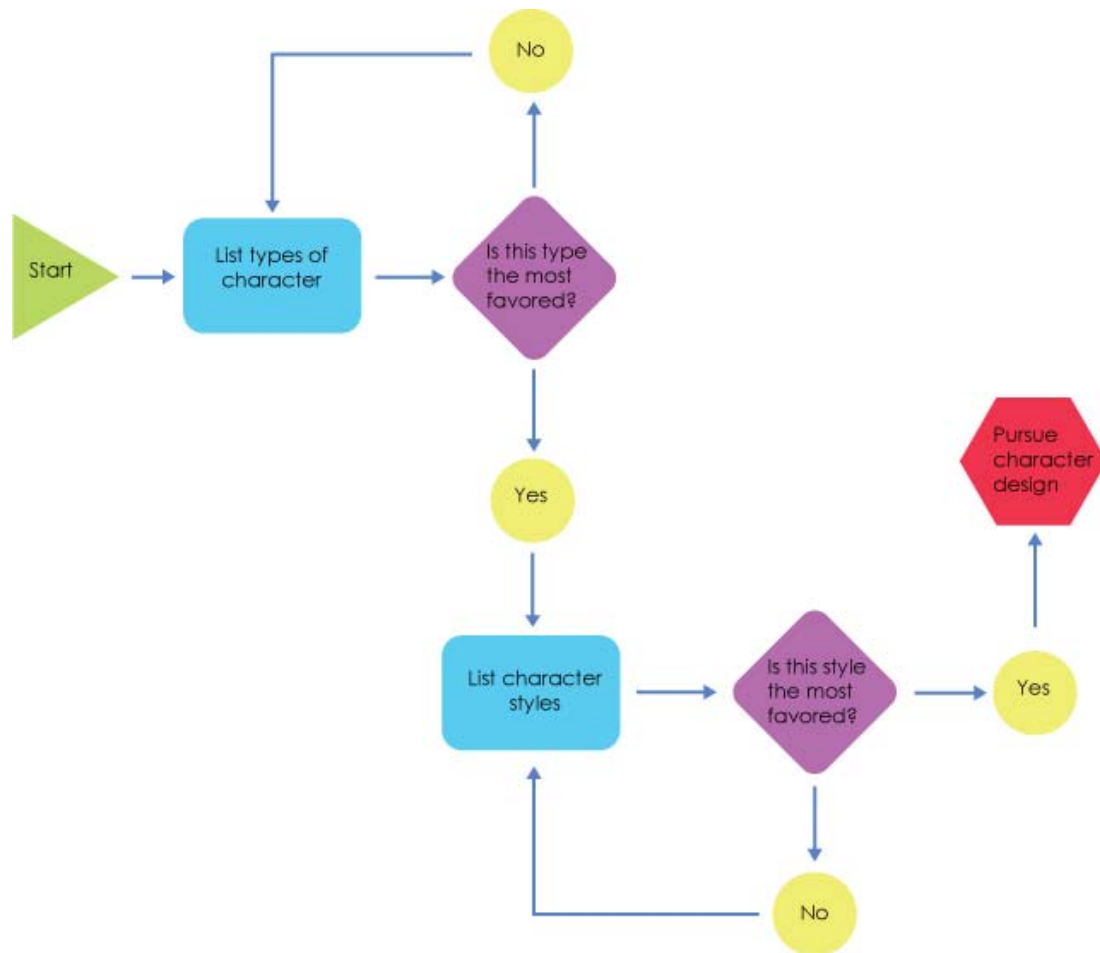 No
Start
List types of
character
Is this type
the most
favored?
Yes
Pursue
character
design
List character
styles
Is this style
the most
favored?
Yes
No